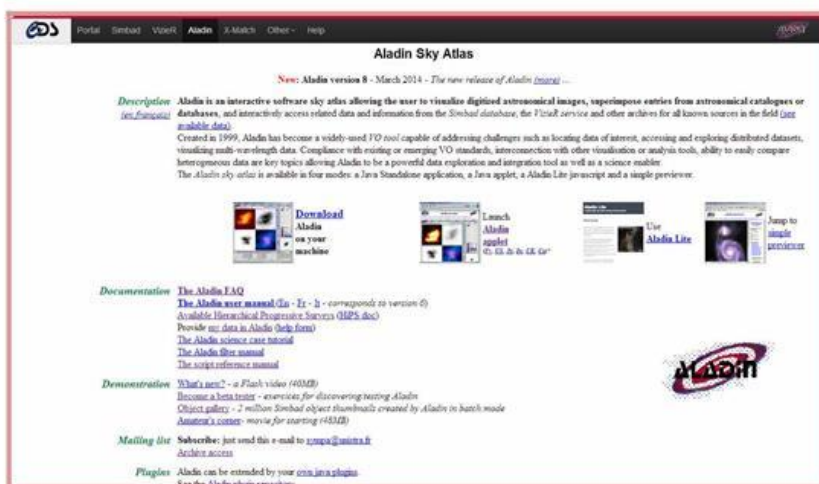 CDS Portal Simbad VizieR Aladin X-Match Other Help
Aladin Sky Atlas
New: Aladin version 8 - March 2014 - The new release of Aladin (more) ...
Description Aladin is an interactive software sky atlas allowing the user to visualize digitized astronomical images, superimpose entries from astronomical catalogues or
(en français) databases, and interactively access related data and information from the Simbad database, the VizieR service and other archives for all known sources in the field (see
available data).
Created in 1999, Aladin has become a widely-used VO tool capable of addressing challenges such as locating data of interest, accessing and exploring distributed datasets,
visualizing multi-wavelength data. Compliance with existing or emerging VO standards, interconnection with other visualisation or analysis tools, ability to easily compare
heterogeneous data are key topics allowing Aladin to be a powerful data exploration and integration tool as well as a science enabler.
The Aladin sky atlas is available in four modes: a Java Standalone application, a Java applet, a Aladin Lite javascript and a simple previewer.
Download
Aladin
on your
machine
Launch
Aladin
applet
Use
Aladin Lite
Jump to
simple
previewer
Documentation The Aladin FAQ
The Aladin user manual (En - Fr - It - corresponds to version 6)
Available Hierarchical Progressive Surveys (HiPS doc)
Provide my data in Aladin (help form)
The Aladin science case tutorial
The Aladin filter manual
The script reference manual
ALADIN
Demonstration What's new? - a Flash video (40MB)
Become a beta tester - exercices for discovering testing Aladin
Object gallery - 2 million Simbad object thumbnails created by Aladin in batch mode
Amateur's corner - movie for starting (48MB)
Mailing list Subscribe: just send this e-mail to sympa@unistra.fr
Archive access
Plugins Aladin can be extended by your own java plugins.
See the Aladin plugin repository